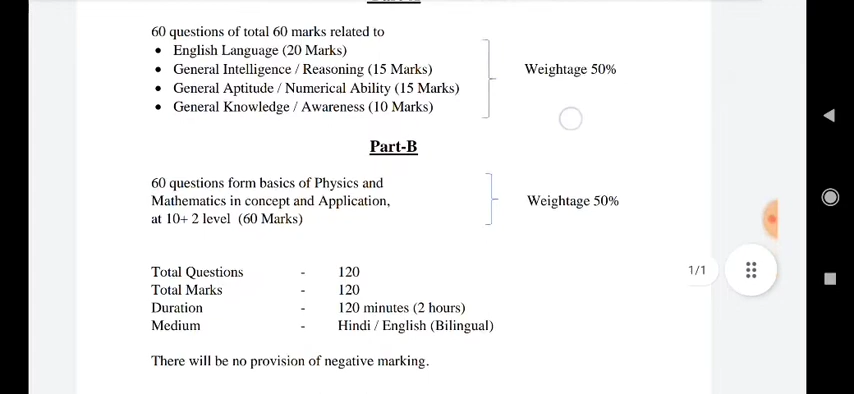 60 questions of total 60 marks related to
• English Language (20 Marks)
• General Intelligence / Reasoning (15 Marks)
• General Aptitude / Numerical Ability (15 Marks)
• General Knowledge / Awareness (10 Marks)
Weightage 50%
Part-B
60 questions form basics of Physics and
Mathematics in concept and Application,
at 10+ 2 level (60 Marks)
Weightage 50%
Total Questions - 120
Total Marks - 120
Duration - 120 minutes (2 hours)
Medium - Hindi / English (Bilingual)
There will be no provision of negative marking.
1/1